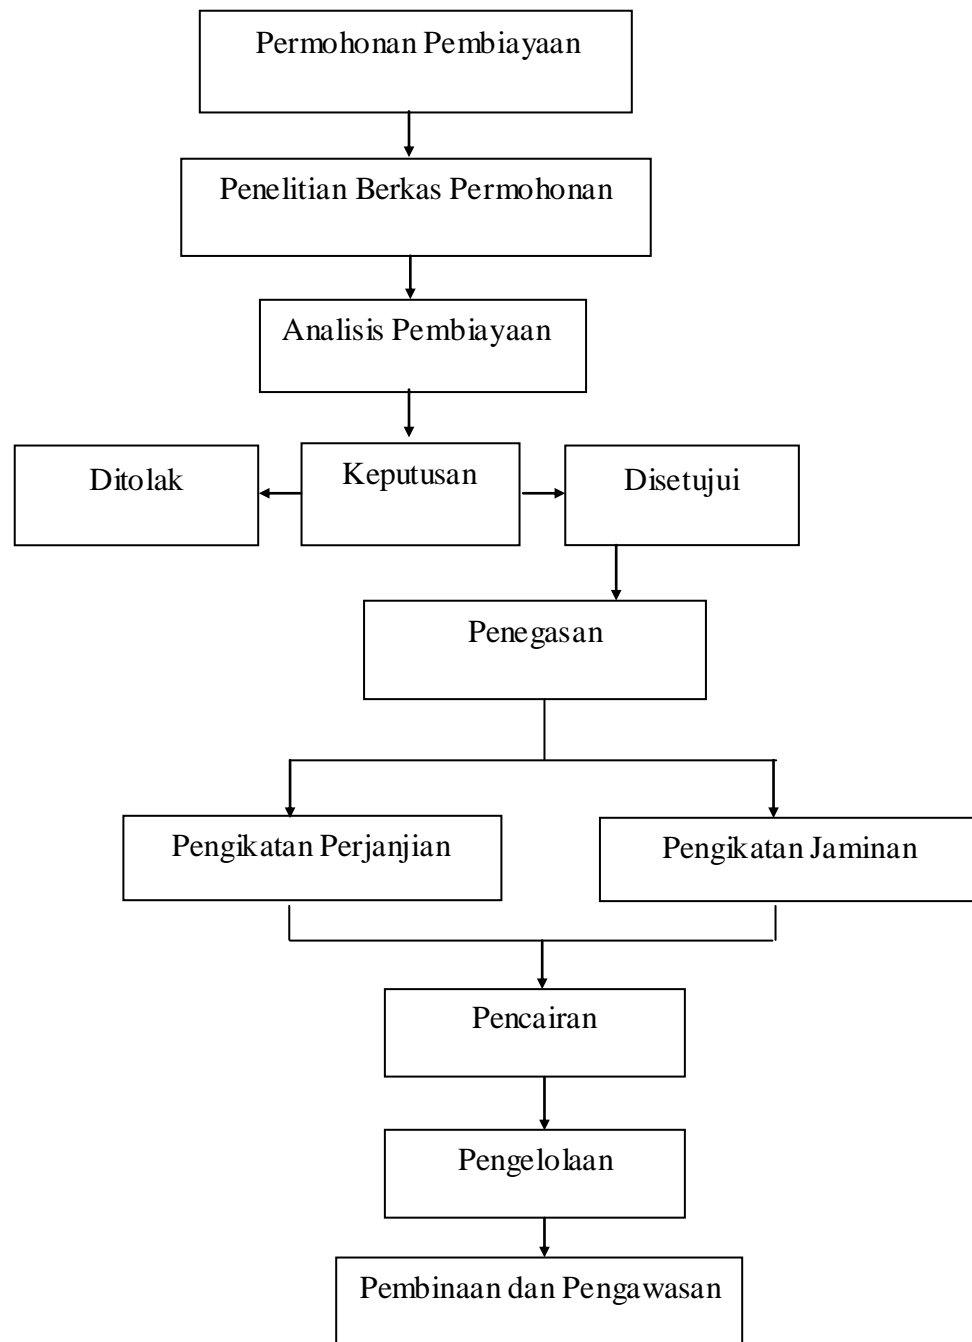 Permohonan Pembiayaan
Penelitian Berkas Permohonan
Analisis Pembiayaan
Ditolak
Keputusan
Disetujui
Penegasan
Pengikatan Perjanjian
Pengikatan Jaminan
Pencairan
Pengelolaan
Pembinaan dan Pengawasan